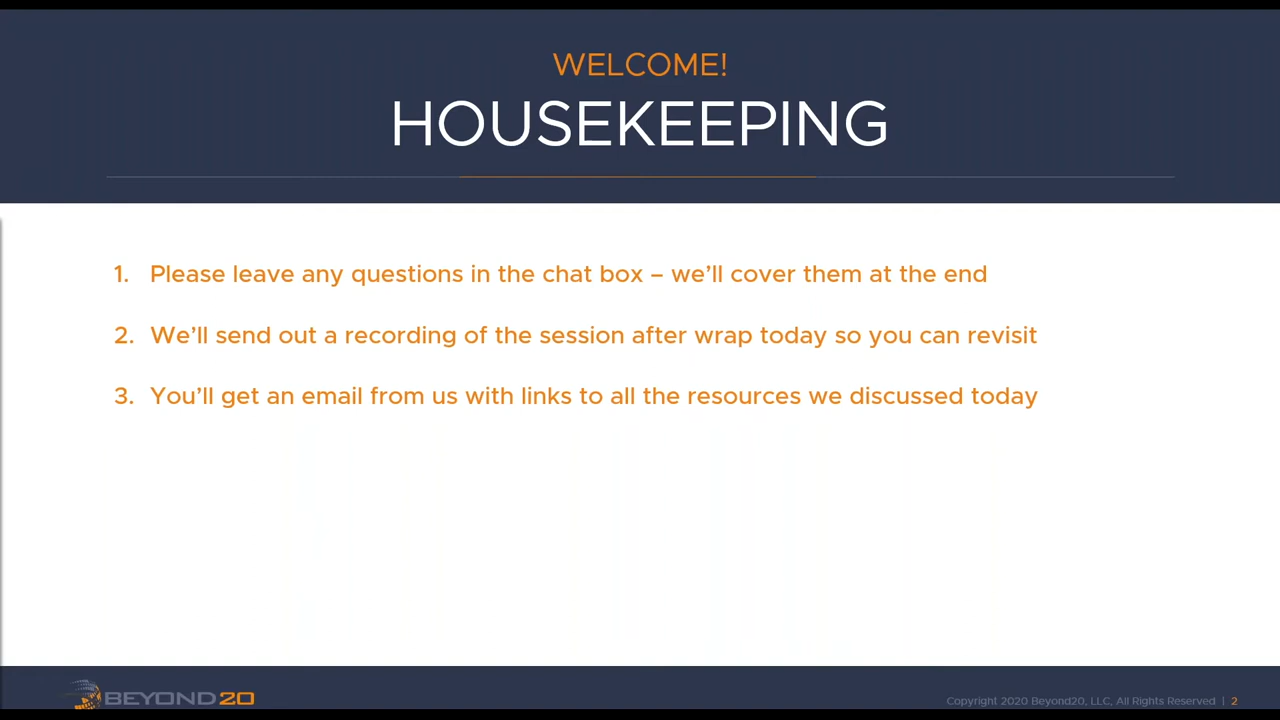 WELCOME!
HOUSEKEEPING
1. Please leave any questions in the chat box – we’ll cover them at the end
2. We’ll send out a recording of the session after wrap today so you can revisit
3. You’ll get an email from us with links to all the resources we discussed today
BEYOND20
Copyright 2020 Beyond20, LLC, All Rights Reserved | 2